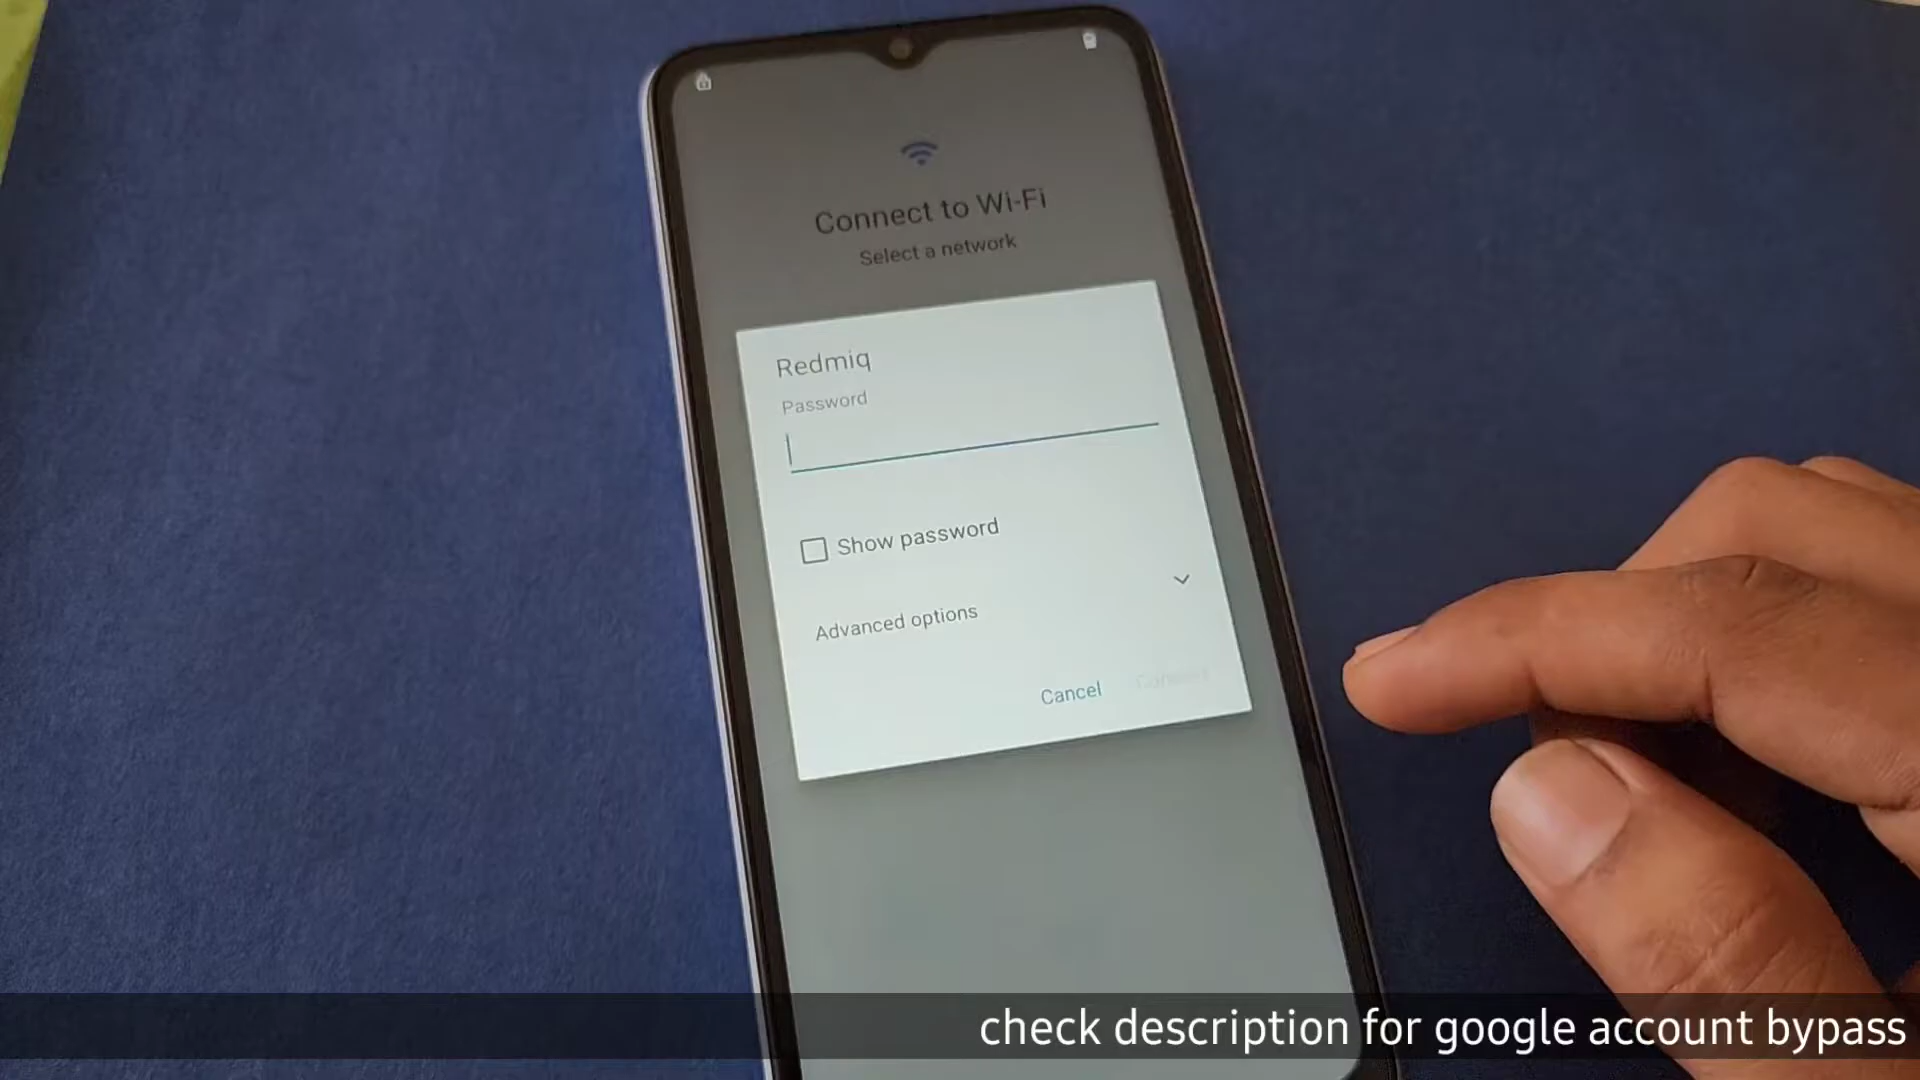 Connect to Wi-Fi
Select a network
Redmiq
Password
Show password
Advanced options
Cancel Connect
check description for google account bypass